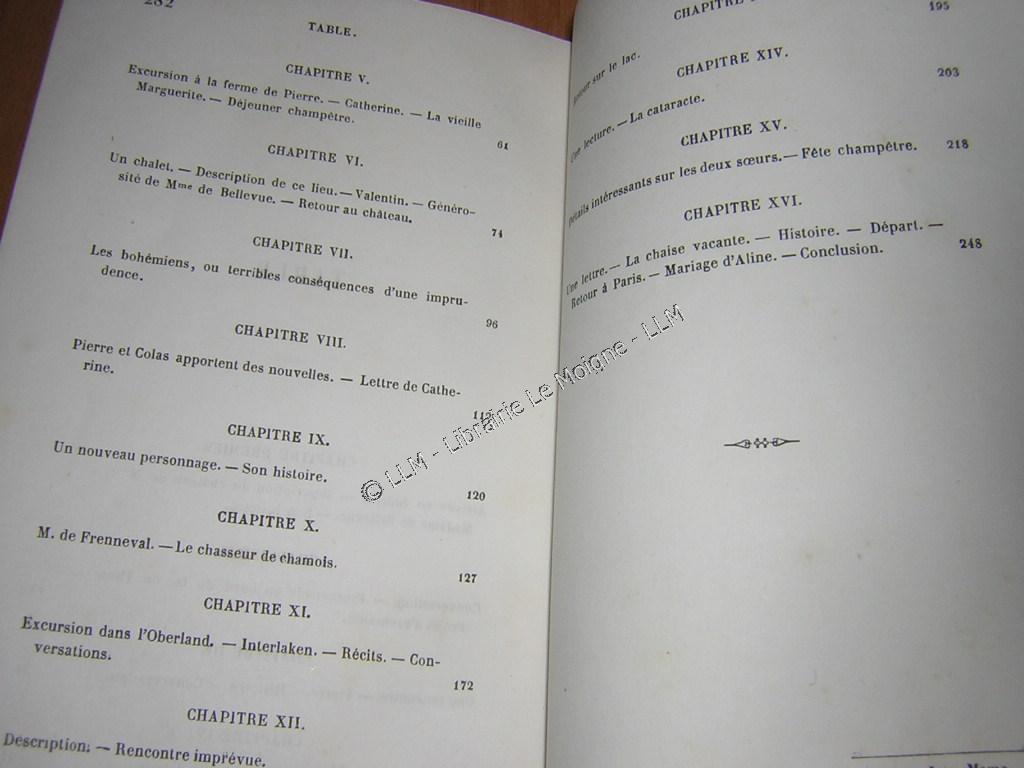 282
TABLE.
CHAPITRE V.
Excursion à la ferme de Pierre. — Catherine. — La vieille
Marguerite. — Déjeuner champêtre.
61
CHAPITRE VI.
Un chalet. — Description de ce lieu. — Valentin. — Généro-
sité de Mme de Bellevue. — Retour au château.
74
CHAPITRE VII.
Les bohémiens, ou terribles conséquences d'une impru-
dence.
96
CHAPITRE VIII.
Pierre et Colas apportent des nouvelles. — Lettre de Cathe-
rine.
112
CHAPITRE IX.
Un nouveau personnage. — Son histoire.
120
CHAPITRE X.
M. de Frenneval. — Le chasseur de chamois.
127
CHAPITRE XI.
Excursion dans l'Oberland. — Interlaken. — Récits. — Con-
versations.
172
CHAPITRE XII.
Description. — Rencontre imprévue.
CHAPITRE
sur le lac.
195
CHAPITRE XIV.
Une lecture. — La cataracte.
203
CHAPITRE XV.
Détails intéressants sur les deux sœurs. — Fête champêtre.
218
CHAPITRE XVI.
Une lettre. — La chaise vacante. — Histoire. — Départ. —
Retour à Paris. — Mariage d'Aline. — Conclusion.
248
© LLM - Librairie Le Moigne - LLM